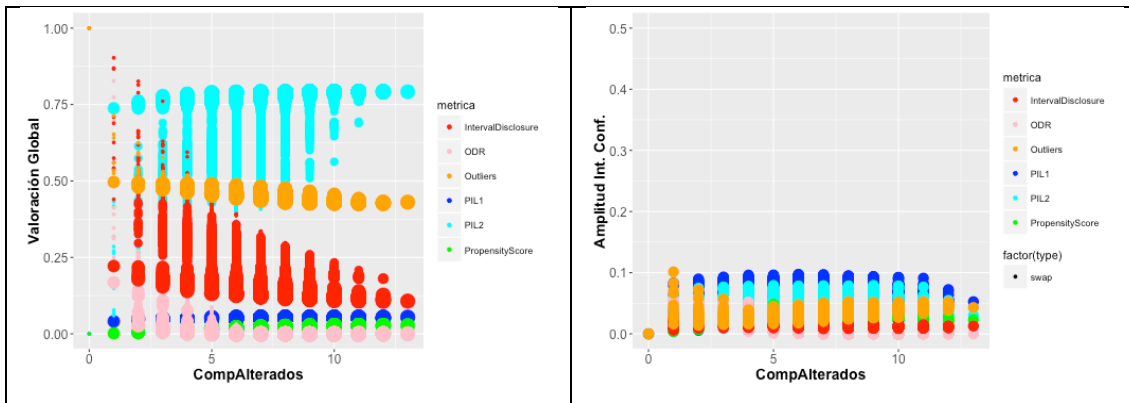 Valoración Global
0.00
0.25
0.50
0.75
1.00
0
5
10
CompAlterados
metrica
IntervalDisclosure
ODR
Outliers
PIL1
PIL2
PropensityScore
Amplitud Int. Conf.
0.0
0.1
0.2
0.3
0.4
0.5
0
5
10
CompAlterados
metrica
IntervalDisclosure
ODR
Outliers
PIL1
PIL2
PropensityScore
factor(type)
swap